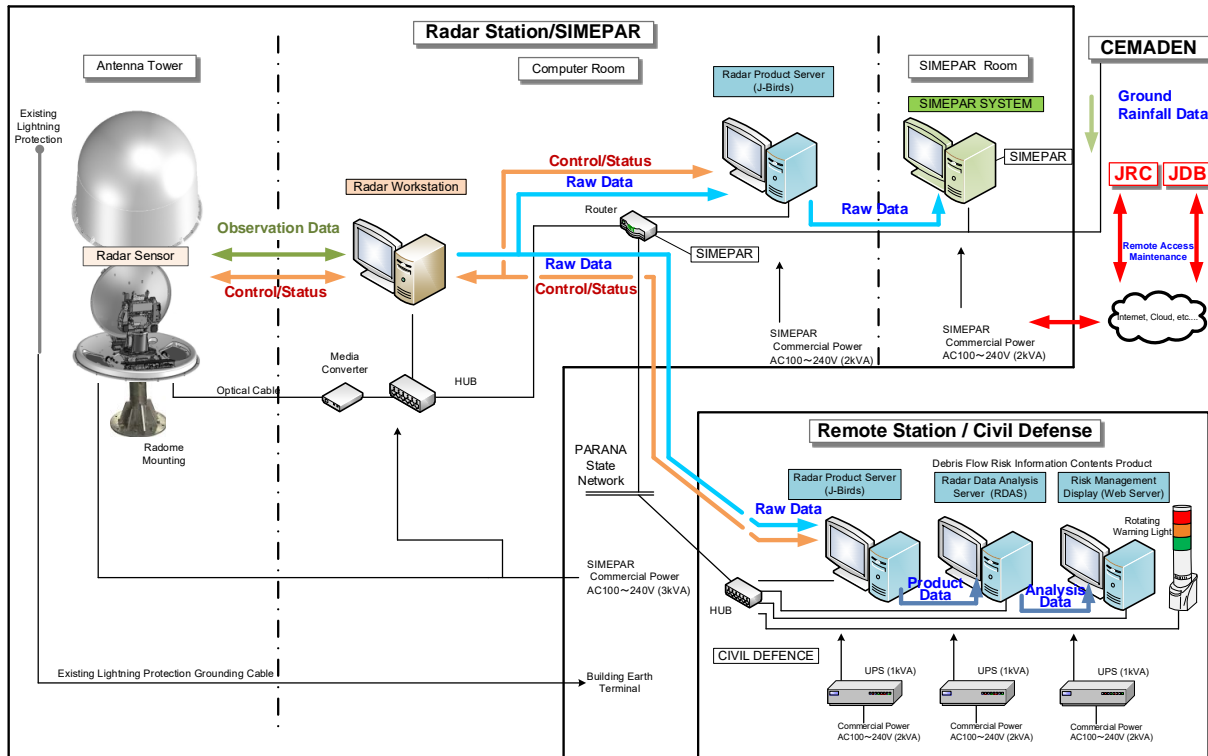 Radar Station/SIMEPAR
Antenna Tower
Computer Room
SIMEPAR Room
CEMADEN
Radar Product Server
(J-Birds)
SIMEPAR SYSTEM
Ground
Rainfall Data
Existing
Lightning
Protection
SIMEPAR
Control/Status
Raw Data
JRC
JDB
Radar Workstation
Router
Raw Data
Observation Data
Radar Sensor
SIMEPAR
Remote Access
Maintenance
Raw Data
Control/Status
Control/Status
Internet, Cloud, etc....
SIMEPAR
Commercial Power
AC100～240V (2kVA)
SIMEPAR
Commercial Power
AC100～240V (2kVA)
Media
Converter
HUB
Optical Cable
Radome
Mounting
PARANA
State
Network
Remote Station / Civil Defense
Debris Flow Risk Information Contents Product
Radar Product Server
(J-Birds)
Radar Data Analysis
Server (RDAS)
Risk Management
Display (Web Server)
Raw Data
Rotating
Warning Light
SIMEPAR
Commercial Power
AC100～240V (3kVA)
Product
Data
Analysis
Data
HUB
CIVIL DEFENCE
Existing Lightning Protection Grounding Cable
Building Earth
Terminal
UPS (1kVA)
UPS (1kVA)
UPS (1kVA)
Commercial Power
AC100～240V (2kVA)
Commercial Power
AC100～240V (2kVA)
Commercial Power
AC100～240V (2kVA)